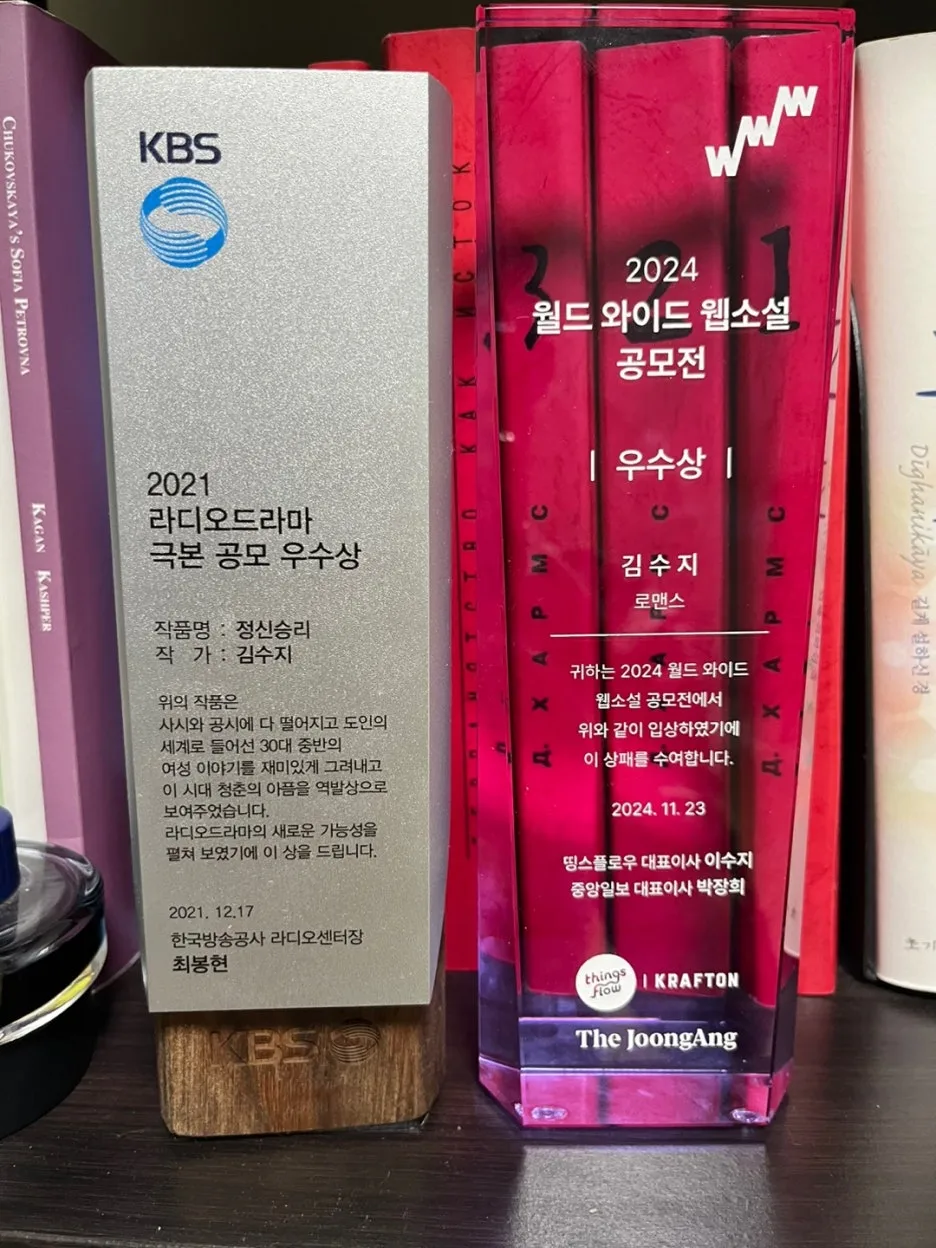 CHUKOVSKAYA'S SOFIA PETROVNA
KAGAN KASHPER
KBS
2021
라디오드라마
극본 공모 우수상
작품명 : 정신승리
작 가 : 김수지
위의 작품은
사시와 공시에 다 떨어지고 도인의
세계로 들어선 30대 중반의
여성 이야기를 재미있게 그려내고
이 시대 청춘의 아픔을 역발상으로
보여주었습니다.
라디오드라마의 새로운 가능성을
펼쳐 보였기에 이 상을 드립니다.
2021. 12.17
한국방송공사 라디오센터장
최봉현
KBS
КАК ИСТОК
WWW
3 2 1
2024
월드 와이드 웹소설
공모전
| 우수상 |
김수지
로맨스
귀하는 2024 월드 와이드
웹소설 공모전에서
위와 같이 입상하였기에
이 상패를 수여합니다.
2024. 11. 23
띵스플로우 대표이사 이수지
중앙일보 대표이사 박장희
things flow | KRAFTON
The JoongAng
Д. ХАРМС
Д. ХАРМС
Dīghanikāya